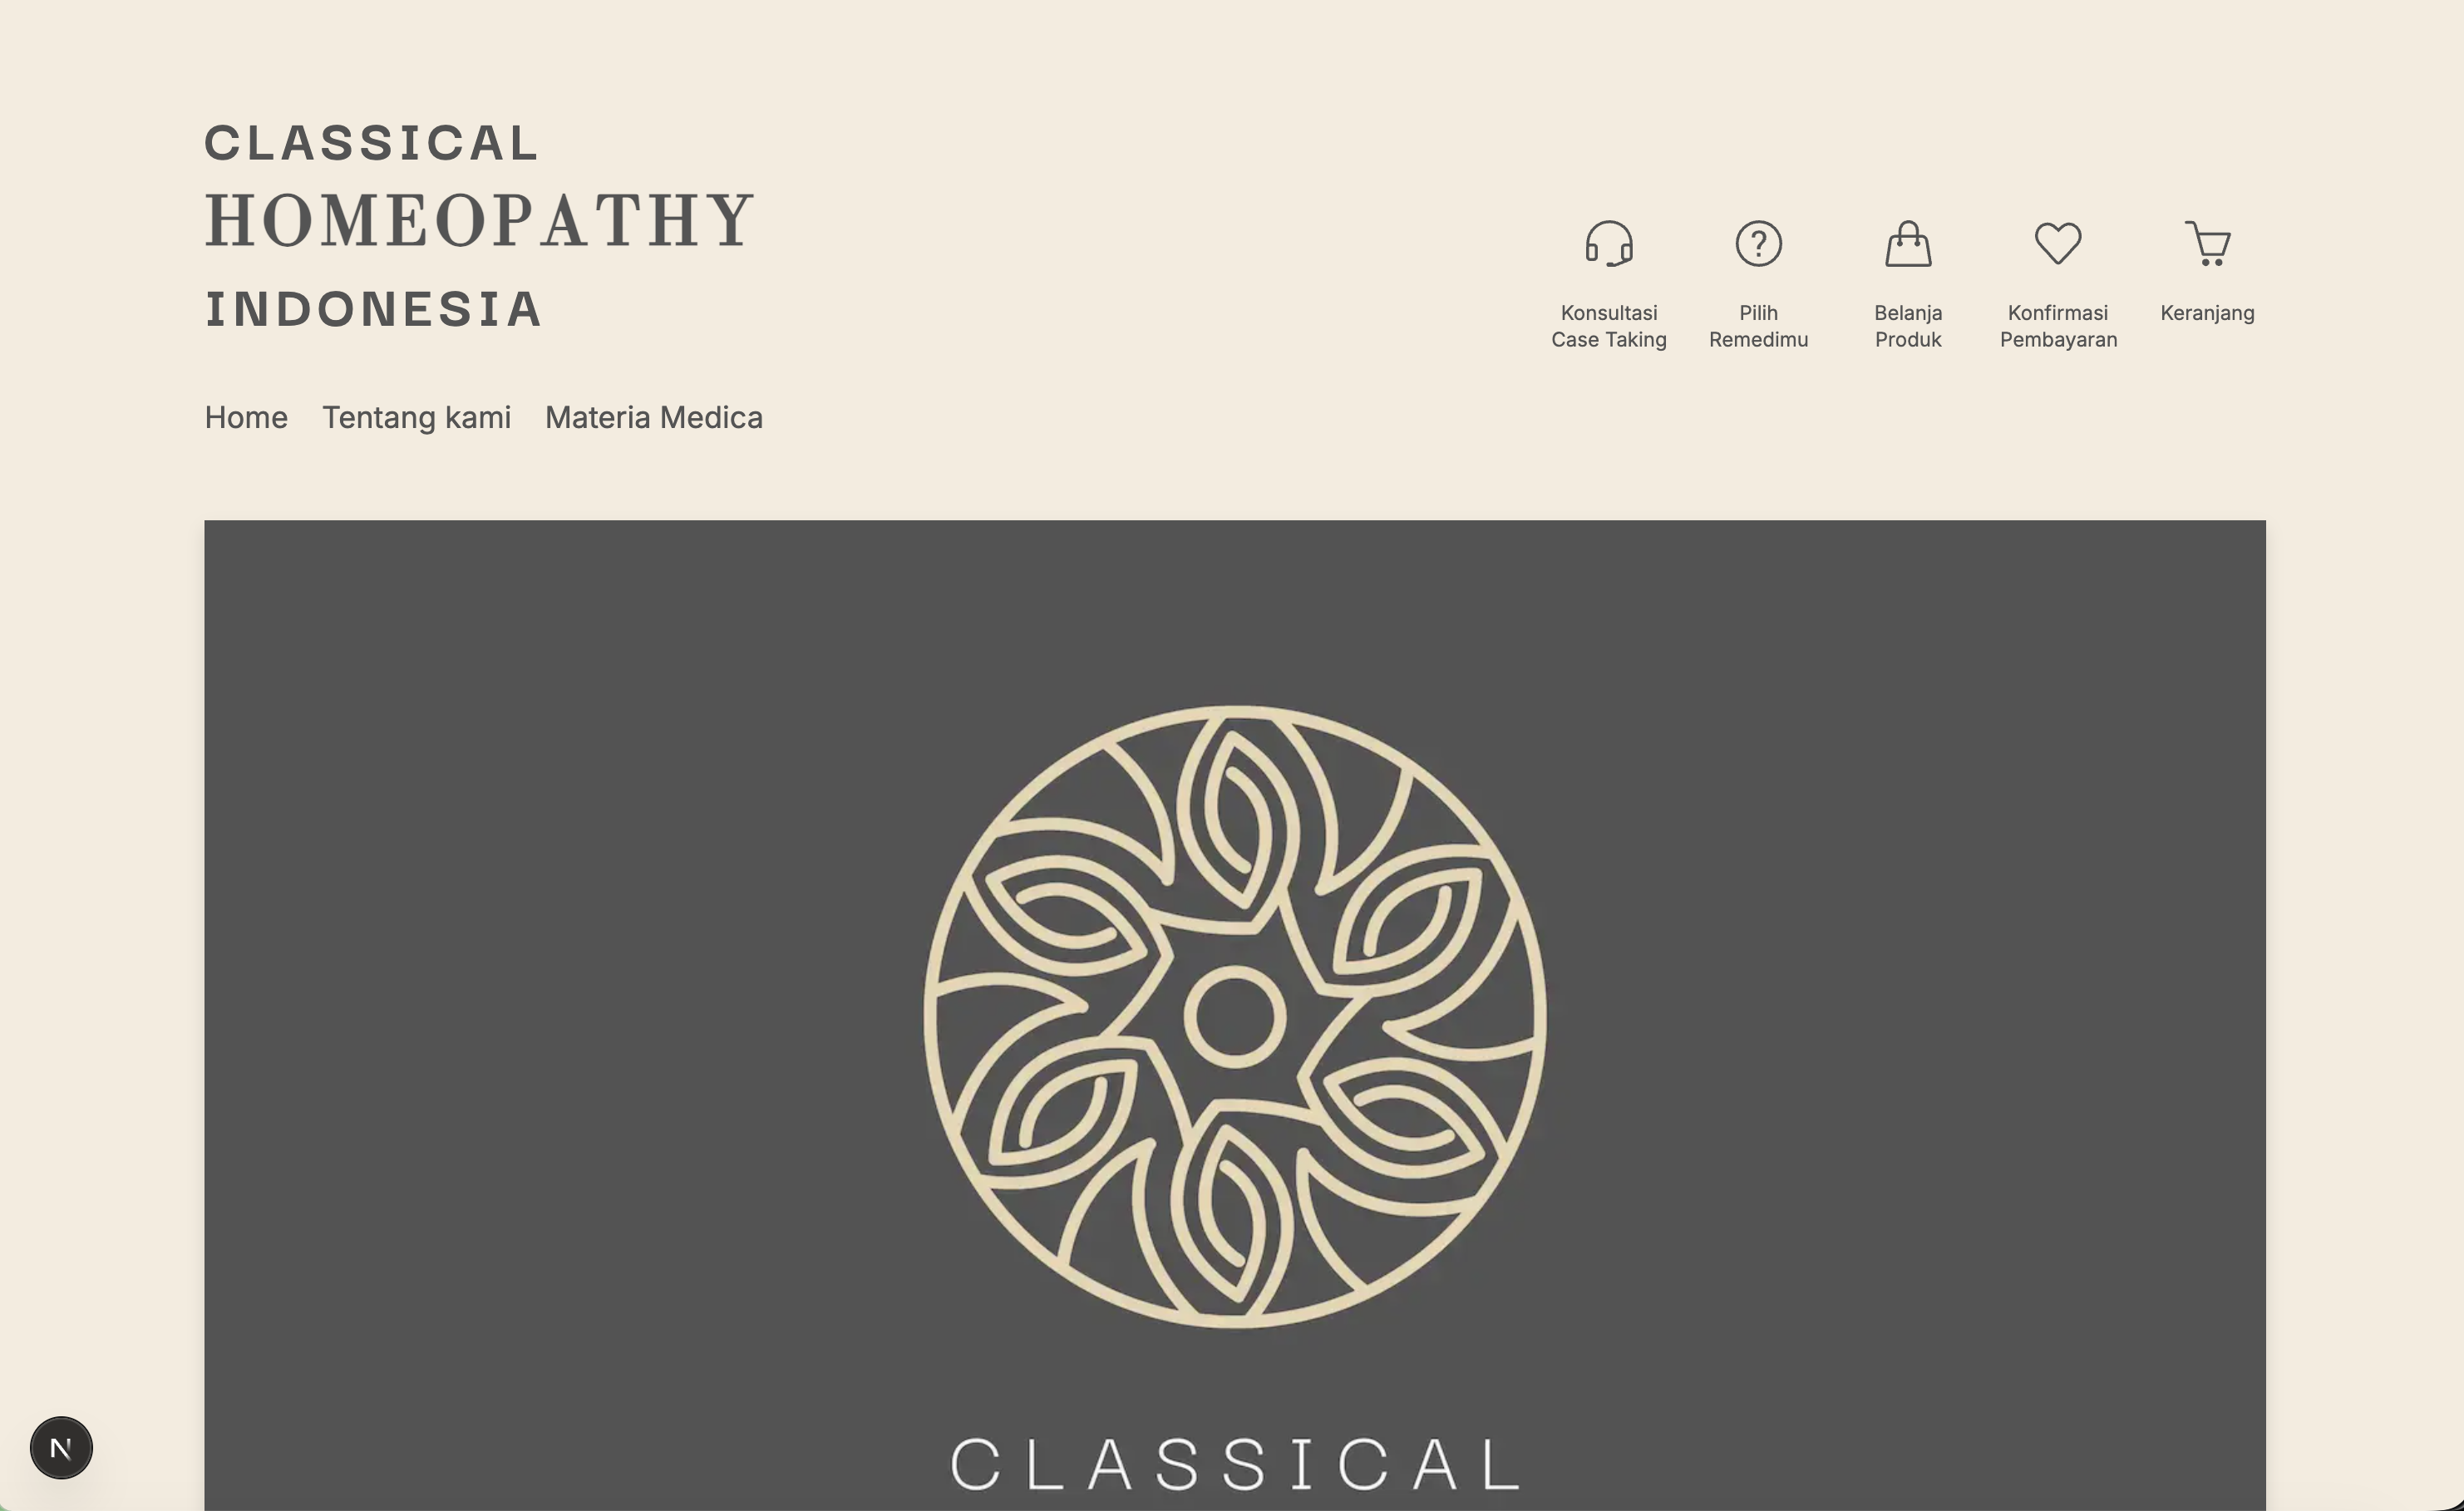 CLASSICAL
HOMEOPATHY
INDONESIA
Konsultasi
Case Taking
Pilih
Remedimu
Belanja
Produk
Konfirmasi
Pembayaran
Keranjang
Home Tentang kami Materia Medica
CLASSICAL
N